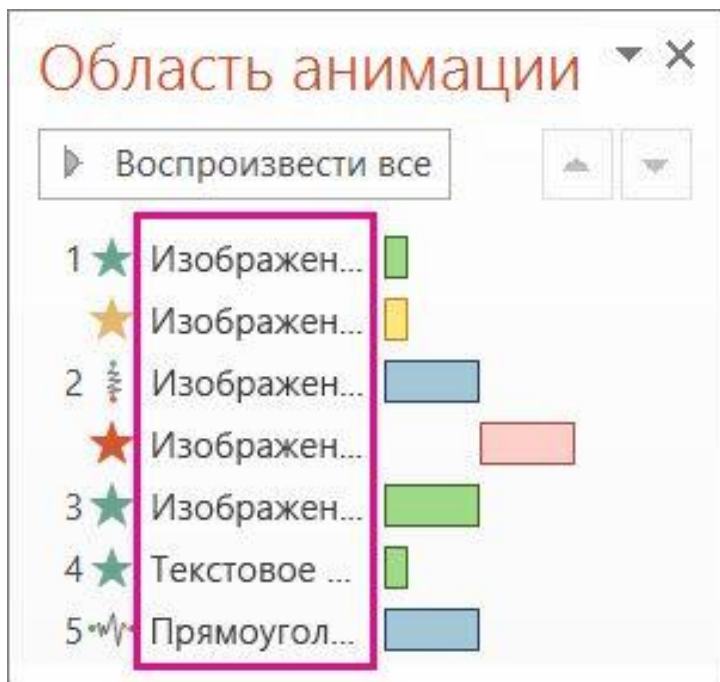 Область анимации
Воспроизвести все
1 Изображен...
Изображен...
2 Изображен...
Изображен...
3 Изображен...
4 Текстовое ...
5 Прямоугол...